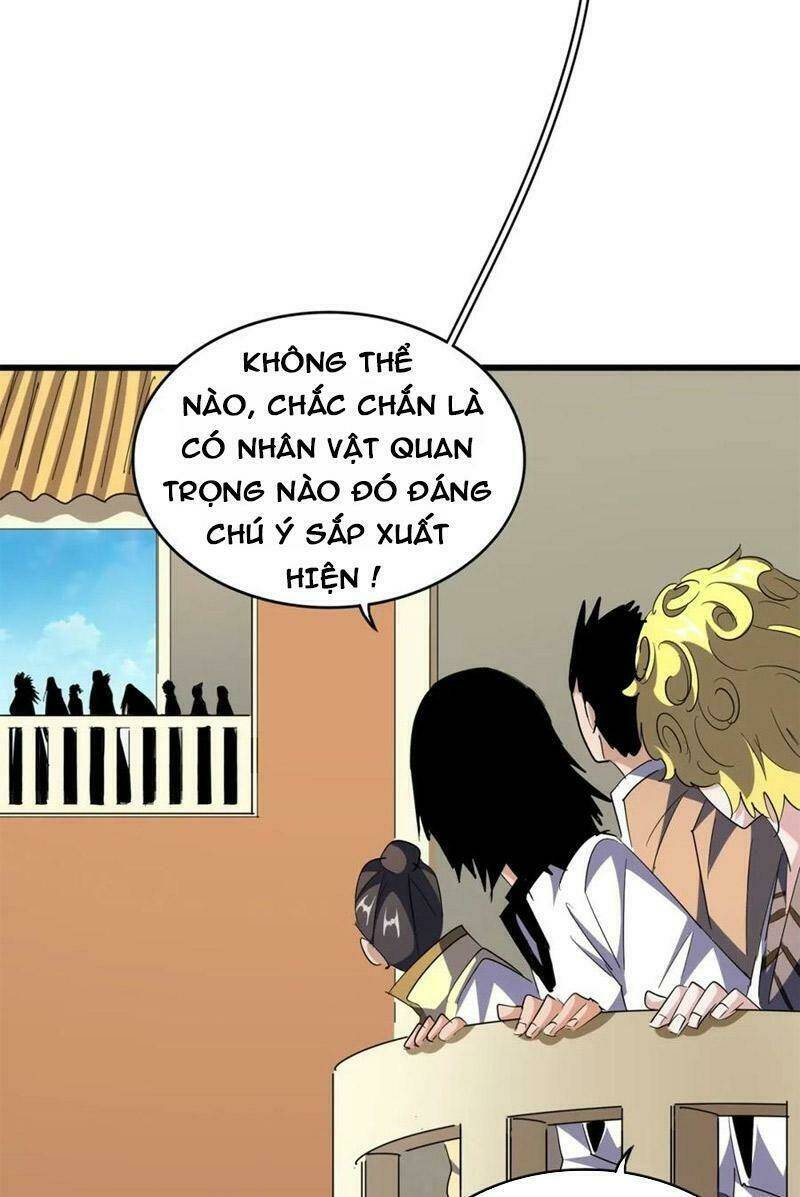 KHÔNG THỂ
NÀO, CHẮC CHẮN LÀ
CÓ NHÂN VẬT QUAN
TRỌNG NÀO ĐÓ ĐÁNG
CHÚ Ý SẮP XUẤT
HIỆN!